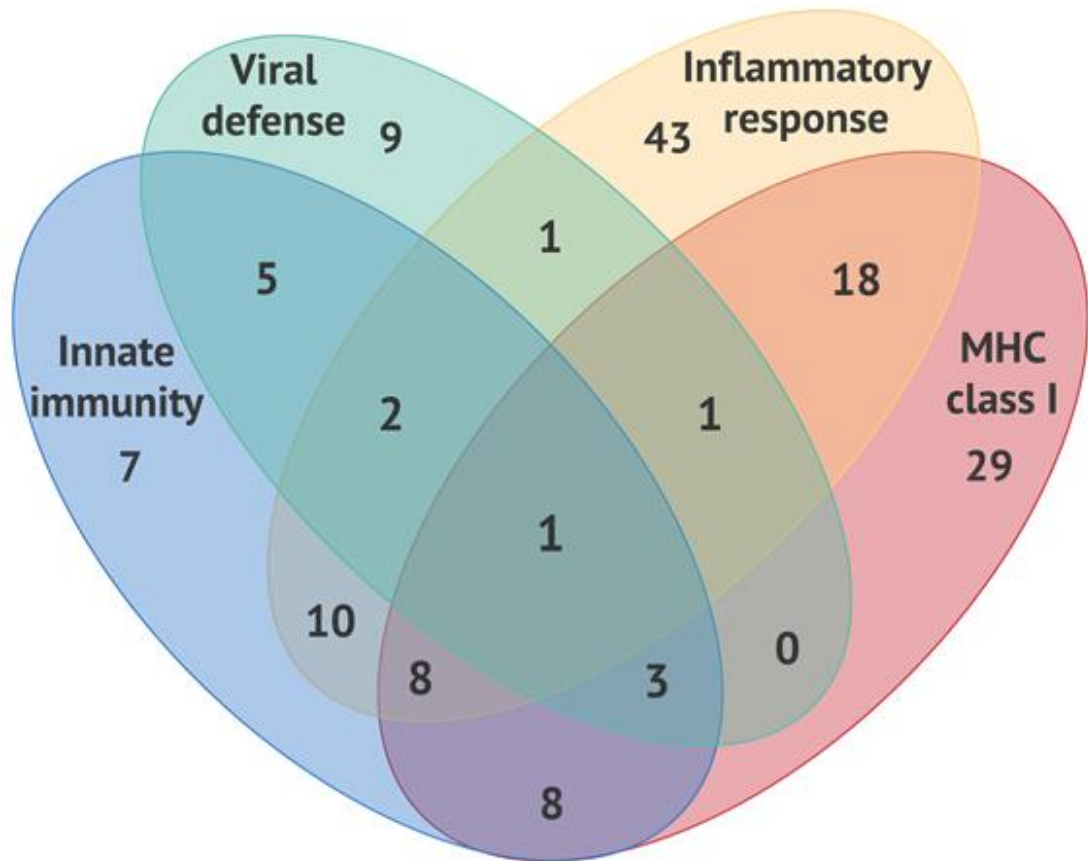 Viral
defense
9
Inflammatory
response
43
1
5
18
Innate
immunity
7
MHC
class I
29
2
1
1
10
8
3
0
8